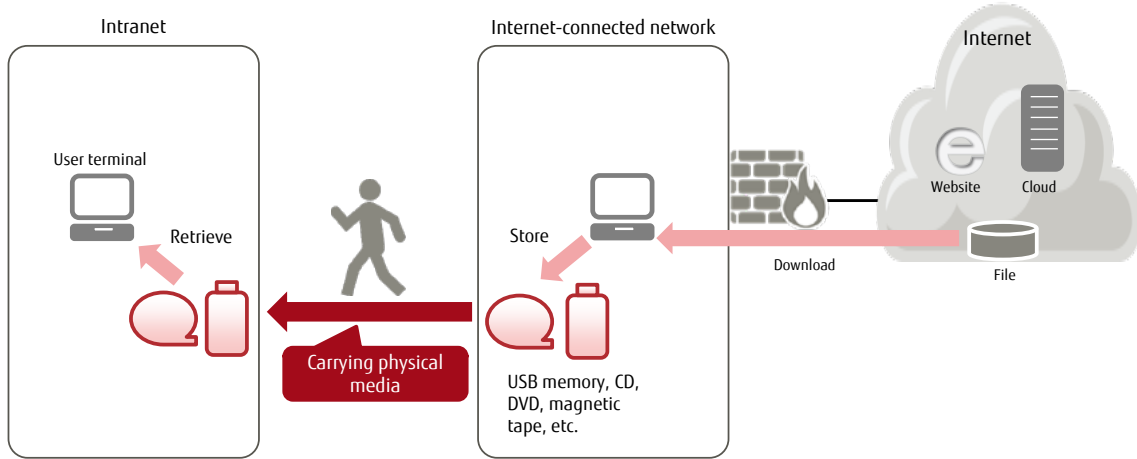 Intranet
Internet-connected network
Internet
User terminal
Website
Cloud
Retrieve
Store
Download
File
Carrying physical
media
USB memory, CD,
DVD, magnetic
tape, etc.